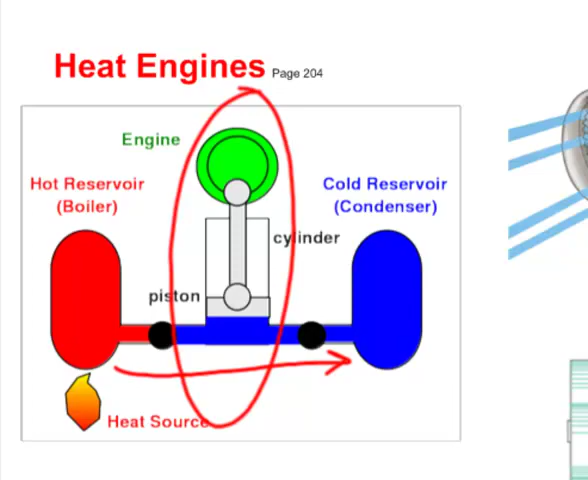 Heat Engines Page 204
Engine
Hot Reservoir
(Boiler)
Cold Reservoir
(Condenser)
cylinder
piston
Heat Source